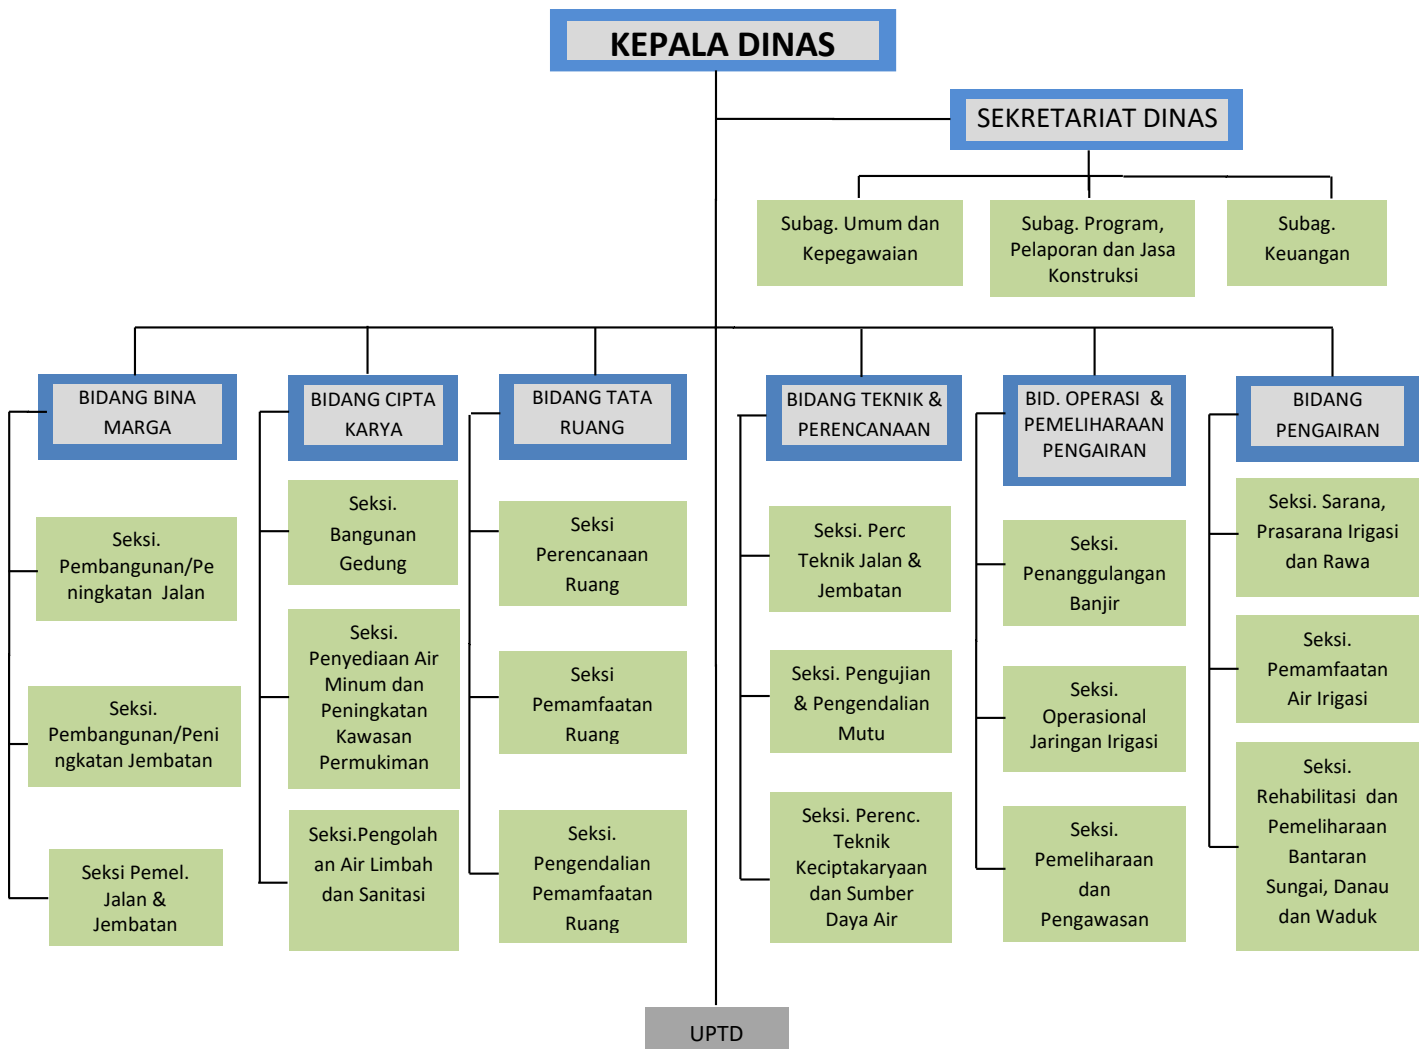 KEPALA DINAS
SEKRETARIAT DINAS
Subag. Umum dan
Kepegawaian
Subag. Program,
Pelaporan dan Jasa
Konstruksi
Subag.
Keuangan
BIDANG BINA
MARGA
BIDANG CIPTA
KARYA
BIDANG TATA
RUANG
BIDANG TEKNIK &
PERENCANAAN
BID. OPERASI &
PEMELIHARAAN
PENGAIRAN
BIDANG
PENGAIRAN
Seksi.
Pembangunan/Pe
ningkatan Jalan
Seksi.
Pembangunan/Peni
ngkatan Jembatan
Seksi Pemel.
Jalan &
Jembatan
Seksi.
Bangunan
Gedung
Seksi.
Penyediaan Air
Minum dan
Peningkatan
Kawasan
Permukiman
Seksi.Pengolah
an Air Limbah
dan Sanitasi
Seksi
Perencanaan
Ruang
Seksi
Pemamfaatan
Ruang
Seksi.
Pengendalian
Pemamfaatan
Ruang
Seksi. Perc
Teknik Jalan &
Jembatan
Seksi. Pengujian
& Pengendalian
Mutu
Seksi. Perenc.
Teknik
Keciptakaryaan
dan Sumber
Daya Air
Seksi.
Penanggulangan
Banjir
Seksi.
Operasional
Jaringan Irigasi
Seksi.
Pemeliharaan
dan
Pengawasan
Seksi. Sarana,
Prasarana Irigasi
dan Rawa
Seksi.
Pemamfaatan
Air Irigasi
Seksi.
Rehabilitasi dan
Pemeliharaan
Bantaran
Sungai, Danau
dan Waduk
UPTD